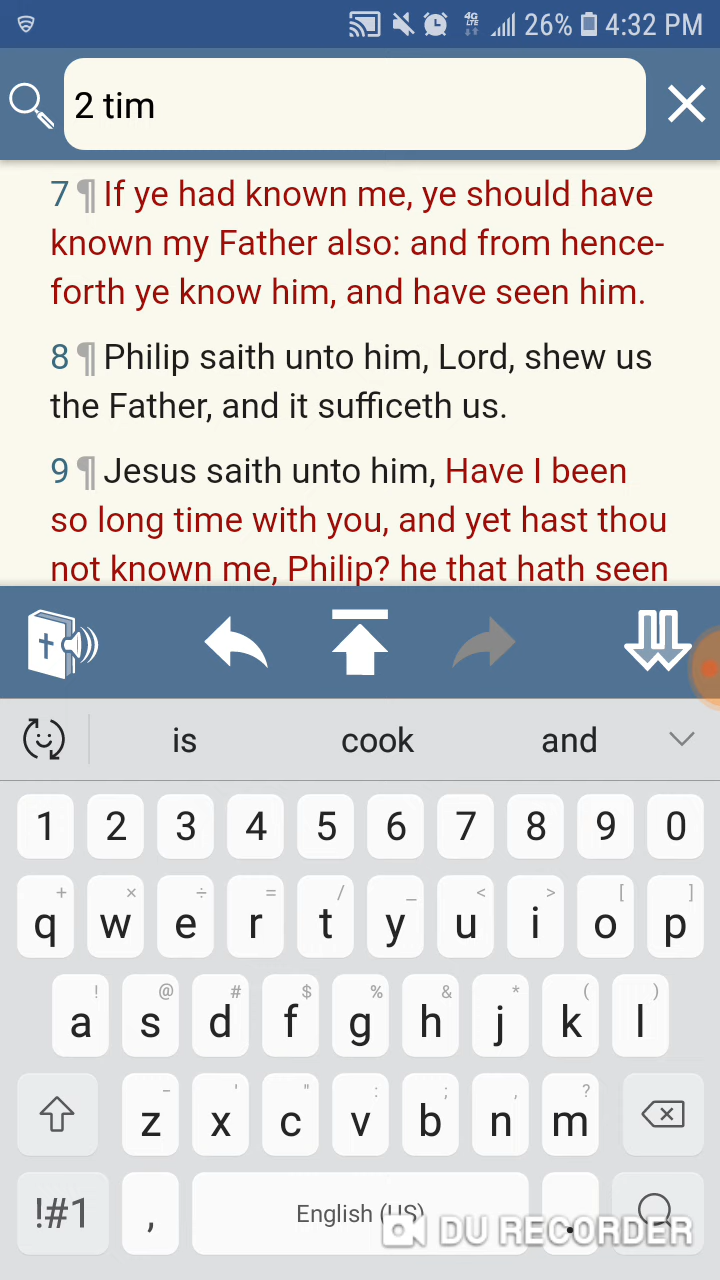 4G LTE 26% 4:32 PM
2 tim
7 ¶ If ye had known me, ye should have
known my Father also: and from hence-
forth ye know him, and have seen him.
8 ¶ Philip saith unto him, Lord, shew us
the Father, and it sufficeth us.
9 ¶ Jesus saith unto him, Have I been
so long time with you, and yet hast thou
not known me, Philip? he that hath seen
is cook and
1 2 3 4 5 6 7 8 9 0
+ × ÷ = / _ < > [ ]
q w e r t y u i o p
! @ # $ % & * ( )
a s d f g h j k l
- ' " : ; , ?
z x c v b n m
!#1 , English (US) .
DU RECORDER